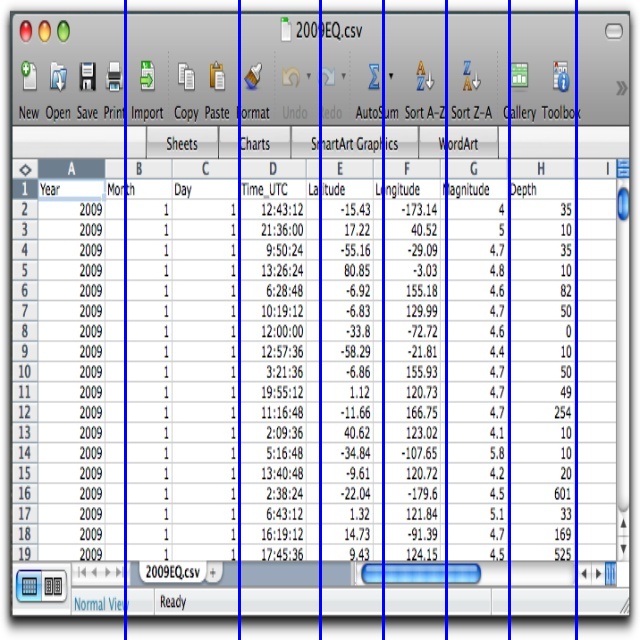 2009EQ.csv
New Open Save Print Import Copy Paste Format Undo Redo AutoSum Sort A-Z Sort Z-A Gallery Toolbox
Sheets Charts SmartArt Graphics WordArt
A B C D E F G H I
1 Year Month Day Time_UTC Latitude Longitude Magnitude Depth
2 2009 1 1 12:43:12 -15.43 -173.14 4 35
3 2009 1 1 21:36:00 17.22 40.52 5 10
4 2009 1 1 9:50:24 -55.16 -29.09 4.7 35
5 2009 1 1 13:26:24 80.85 -3.03 4.8 10
6 2009 1 1 6:28:48 -6.92 155.18 4.6 82
7 2009 1 1 10:19:12 -6.83 129.99 4.7 50
8 2009 1 1 12:00:00 -33.8 -72.72 4.6 0
9 2009 1 1 12:57:36 -58.29 -21.81 4.4 10
10 2009 1 1 3:21:36 -6.86 155.93 4.7 50
11 2009 1 1 19:55:12 1.12 120.73 4.7 49
12 2009 1 1 11:16:48 -11.66 166.75 4.7 254
13 2009 1 1 2:09:36 40.62 123.02 4.1 10
14 2009 1 1 5:16:48 -34.84 -107.65 5.8 10
15 2009 1 1 13:40:48 -9.61 120.72 4.2 20
16 2009 1 1 2:38:24 -22.04 -179.6 4.5 601
17 2009 1 1 6:43:12 1.32 121.84 5.1 33
18 2009 1 1 16:19:12 14.73 -91.39 4.7 169
19 2009 1 1 17:45:36 9.43 124.15 4.5 525
2009EQ.csv
Normal View Ready